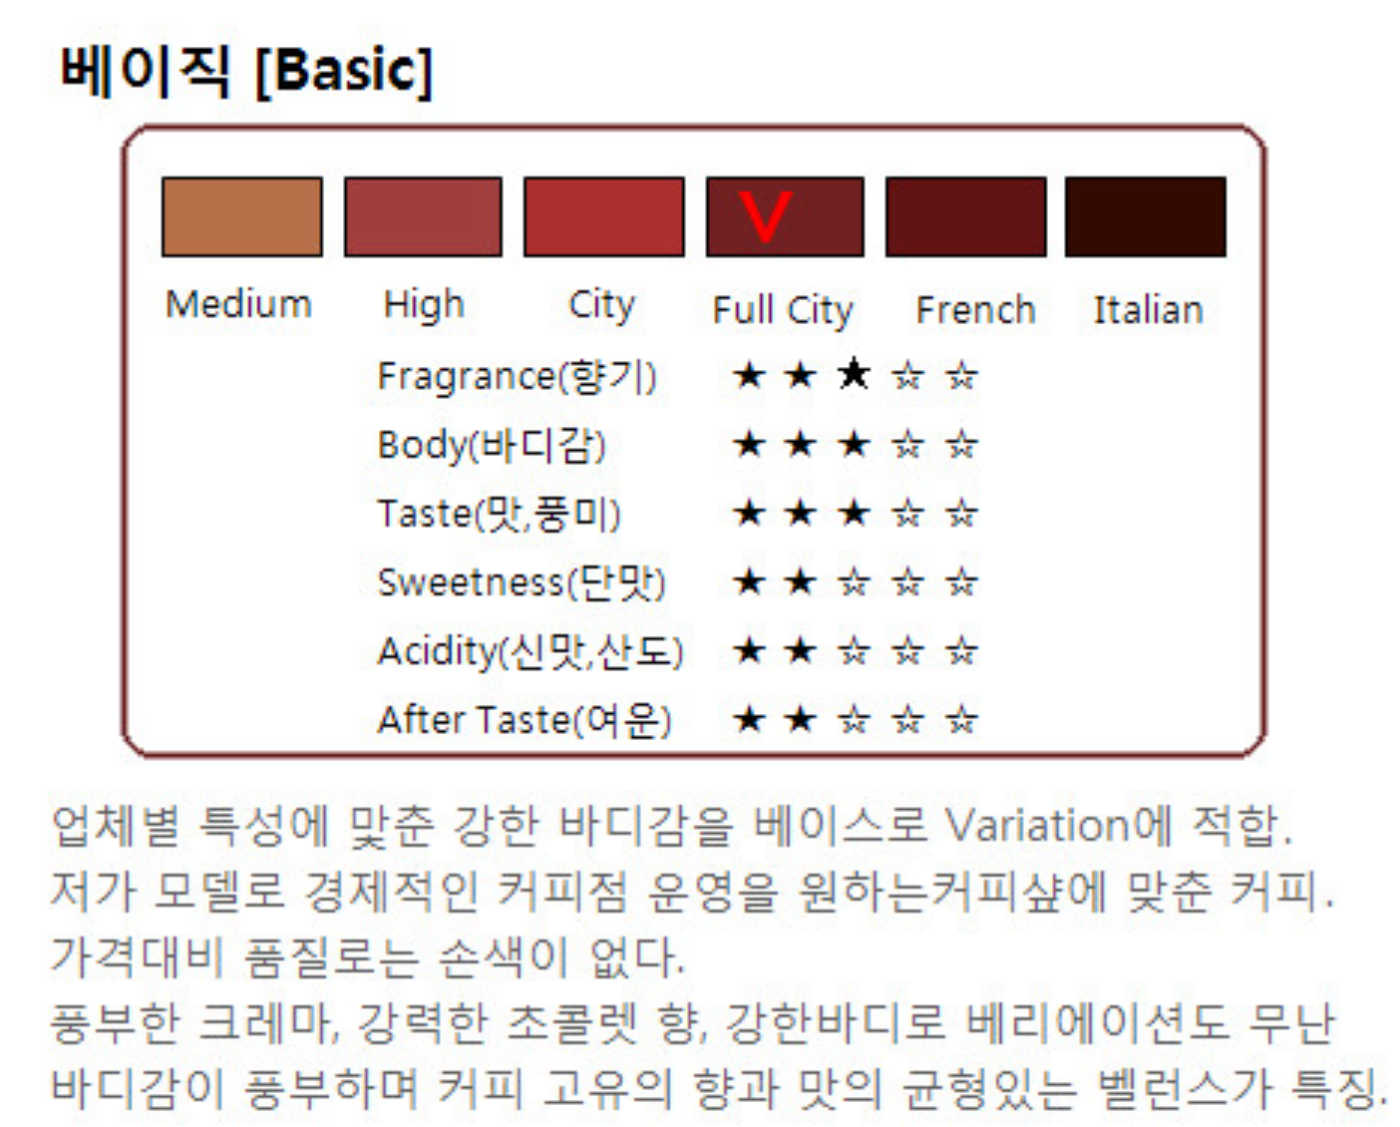 베이직 [Basic]
V
Medium High City Full City French Italian
Fragrance(향기) ★ ★ ★ ☆ ☆
Body(바디감) ★ ★ ★ ☆ ☆
Taste(맛,풍미) ★ ★ ★ ☆ ☆
Sweetness(단맛) ★ ★ ☆ ☆ ☆
Acidity(신맛,산도) ★ ★ ☆ ☆ ☆
After Taste(여운) ★ ★ ☆ ☆ ☆
업체별 특성에 맞춘 강한 바디감을 베이스로 Variation에 적합.
저가 모델로 경제적인 커피점 운영을 원하는커피샾에 맞춘 커피.
가격대비 품질로는 손색이 없다.
풍부한 크레마, 강력한 초콜렛 향, 강한바디로 베리에이션도 무난
바디감이 풍부하며 커피 고유의 향과 맛의 균형있는 벨런스가 특징.